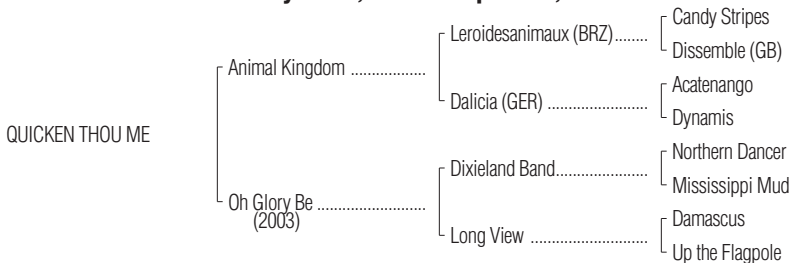 Candy Stripes
Leroidesanimaux (BRZ)........
Dissemble (GB)
Animal Kingdom ..................
Acatenango
Dalicia (GER) ........................
Dynamis
QUICKEN THOU ME
Northern Dancer
Dixieland Band......................
Mississippi Mud
Oh Glory Be ..........................
(2003)
Damascus
Long View ............................
Up the Flagpole